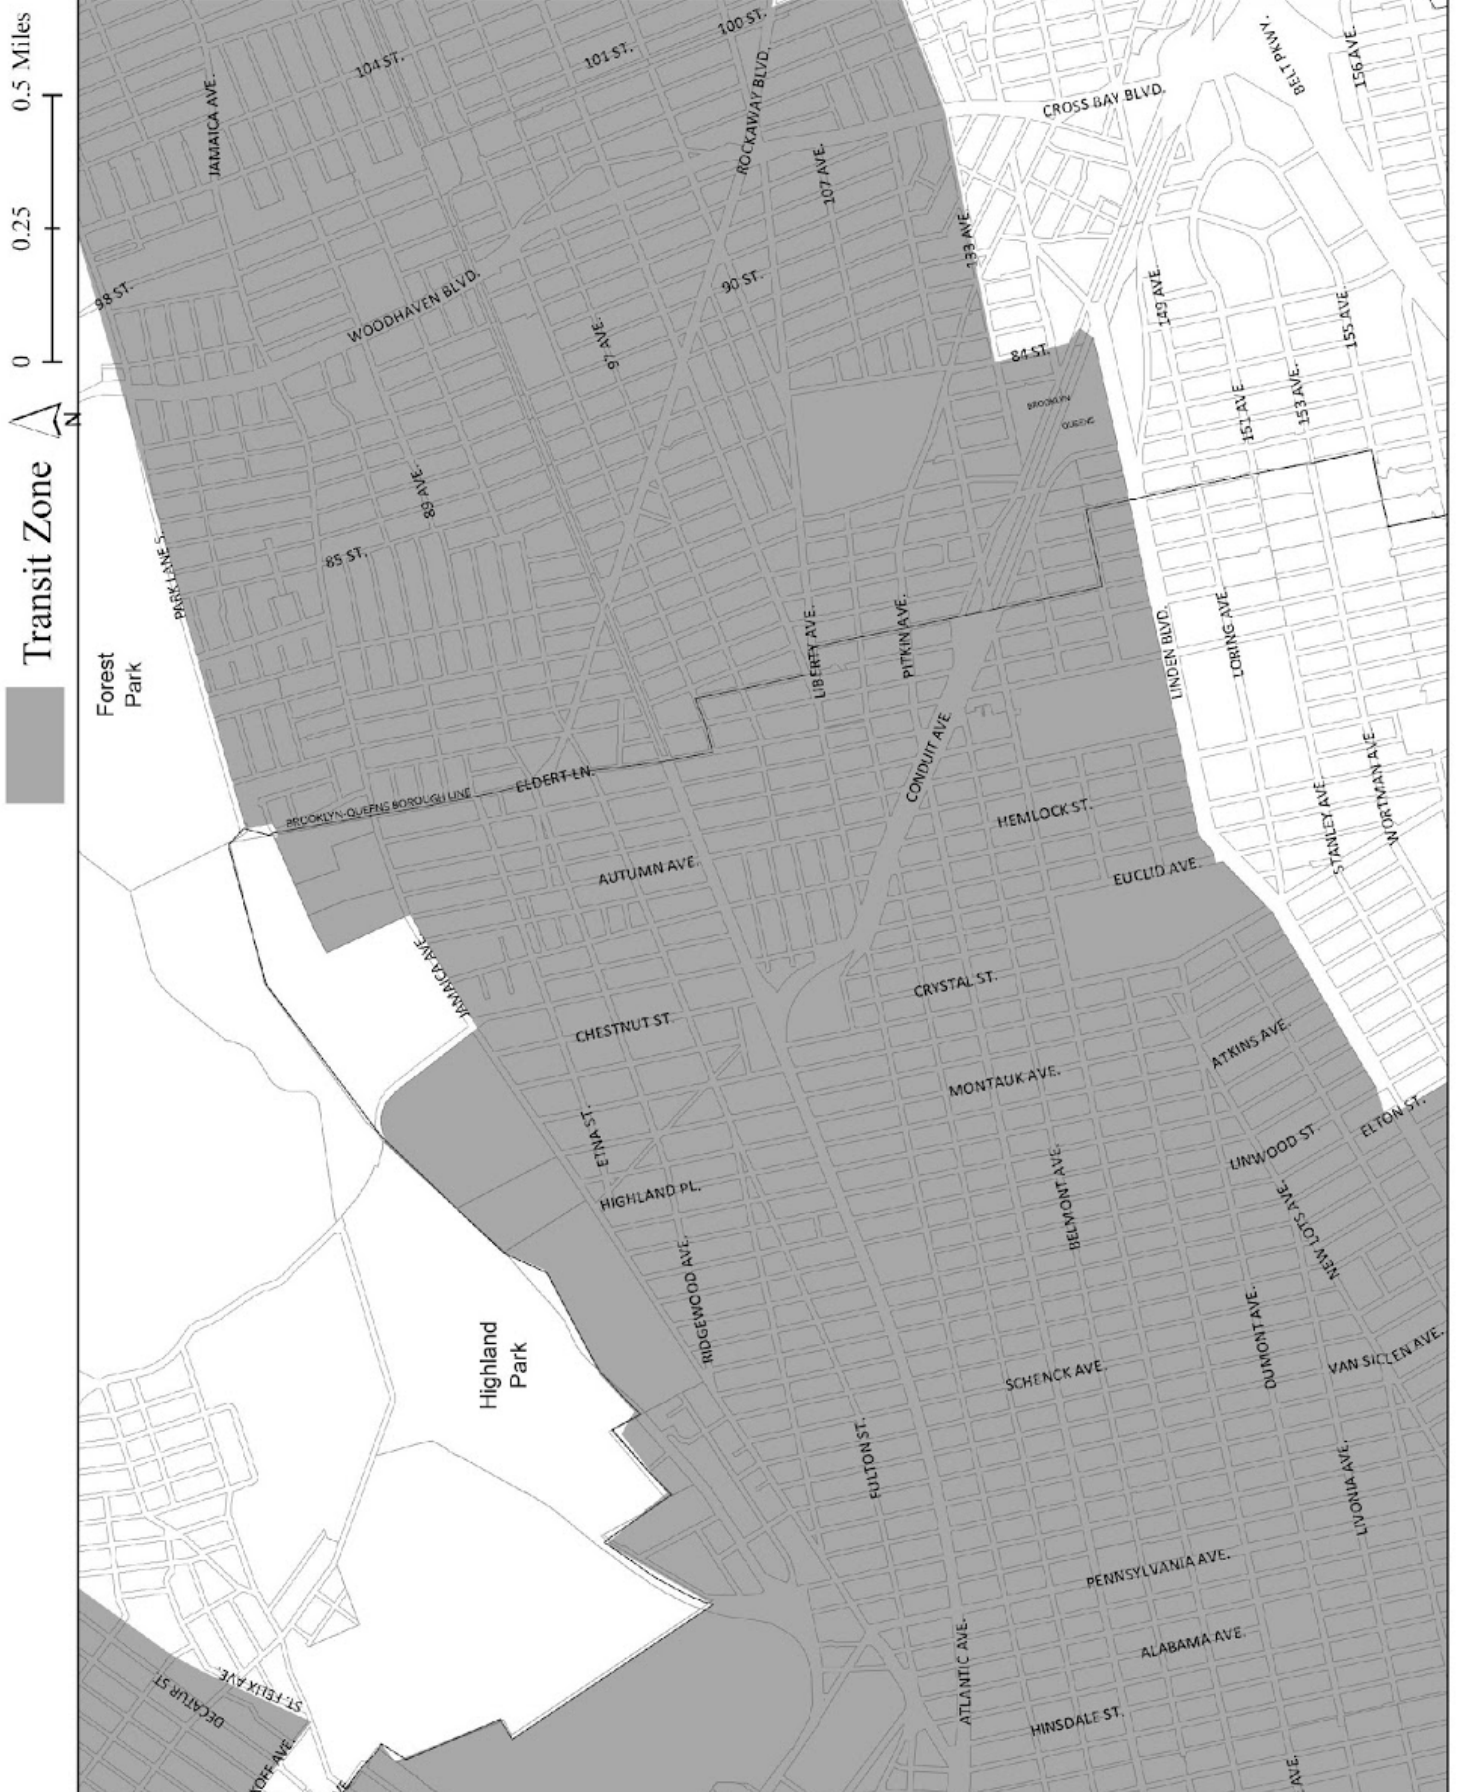 Transit Zone
N
0 0.25 0.5 Miles
Forest
Park
Highland
Park
JAMAICA AVE.
104 ST.
101 ST.
100 ST.
ROCKAWAY BLVD.
107 AVE.
CROSS BAY BLVD.
BELT PKWY.
156 AVE.
98 ST.
WOODHAVEN BLVD.
97 AVE.
90 ST.
133 AVE.
84 ST.
149 AVE.
155 AVE.
BROOKLYN
QUEENS
151 AVE.
153 AVE.
89 AVE.
85 ST.
PARK LANE S.
LIBERTY AVE.
PITKIN AVE.
LINDEN BLVD.
LORING AVE.
BROOKLYN-QUEENS BOROUGH LINE
ELDERT LN.
CONDUIT AVE.
HEMLOCK ST.
STANLEY AVE.
WORTMAN AVE.
AUTUMN AVE.
EUCLID AVE.
JAMAICA AVE.
CRYSTAL ST.
CHESTNUT ST.
ATKINS AVE.
MONTAUK AVE.
ETNA ST.
HIGHLAND PL.
BELMONT AVE.
LINWOOD ST.
ELTON ST.
NEW LOTS AVE.
RIDGEWOOD AVE.
DUMONT AVE.
SCHENCK AVE.
VAN SICLEN AVE.
FULTON ST.
LIVONIA AVE.
PENNSYLVANIA AVE.
ALABAMA AVE.
ATLANTIC AVE.
HINSDALE ST.
DECATUR ST.
ST. FELIX AVE.
KOFF AVE.
VE.
AVE.